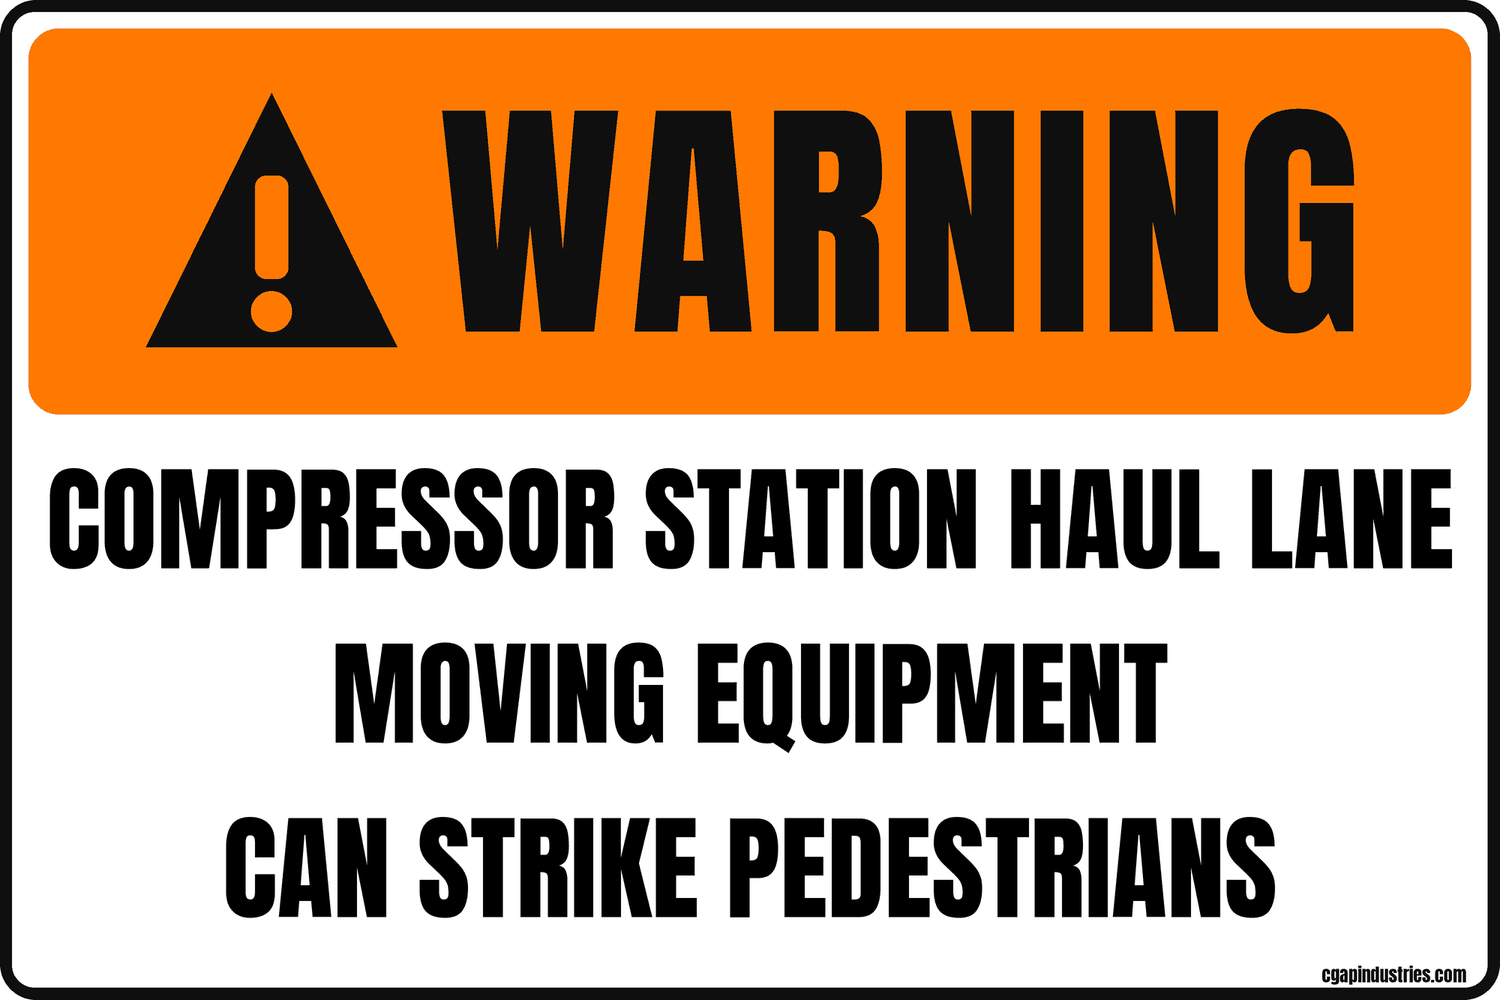 WARNING
COMPRESSOR STATION HAUL LANE
MOVING EQUIPMENT
CAN STRIKE PEDESTRIANS
cgapindustries.com